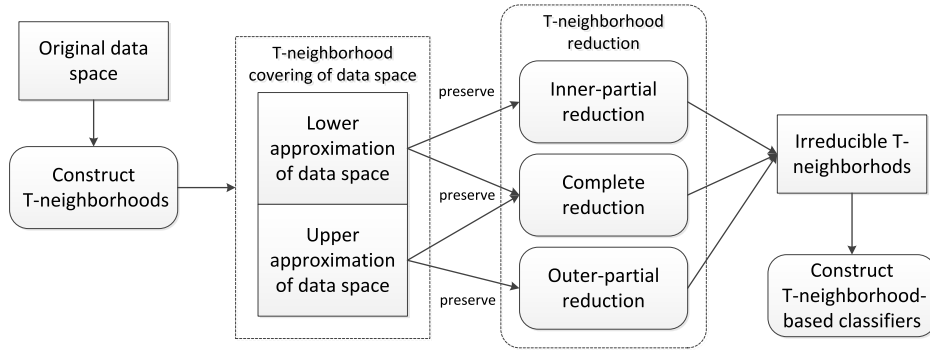 Original data
space
Construct
T-neighborhoods
T-neighborhood
covering of data space
Lower
approximation
of data space
Upper
approximation
of data space
preserve
preserve
preserve
T-neighborhood
reduction
Inner-partial
reduction
Complete
reduction
Outer-partial
reduction
Irreducible T-
neighborhods
Construct
T-neighborhood-
based classifiers